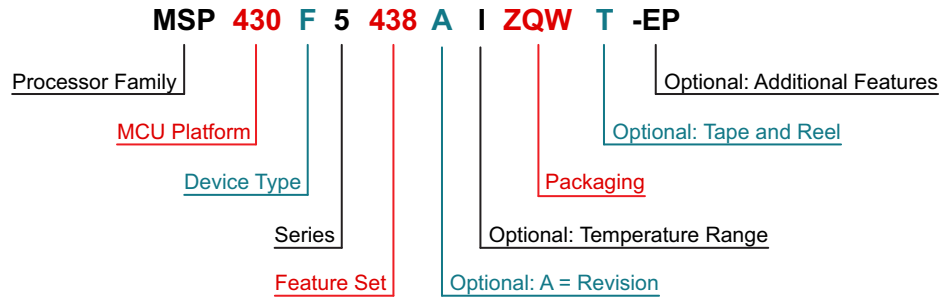 MSP 430 F 5 438 A I ZQW T -EP
Processor Family
Optional: Additional Features
MCU Platform
Optional: Tape and Reel
Device Type
Packaging
Series
Optional: Temperature Range
Feature Set
Optional: A = Revision